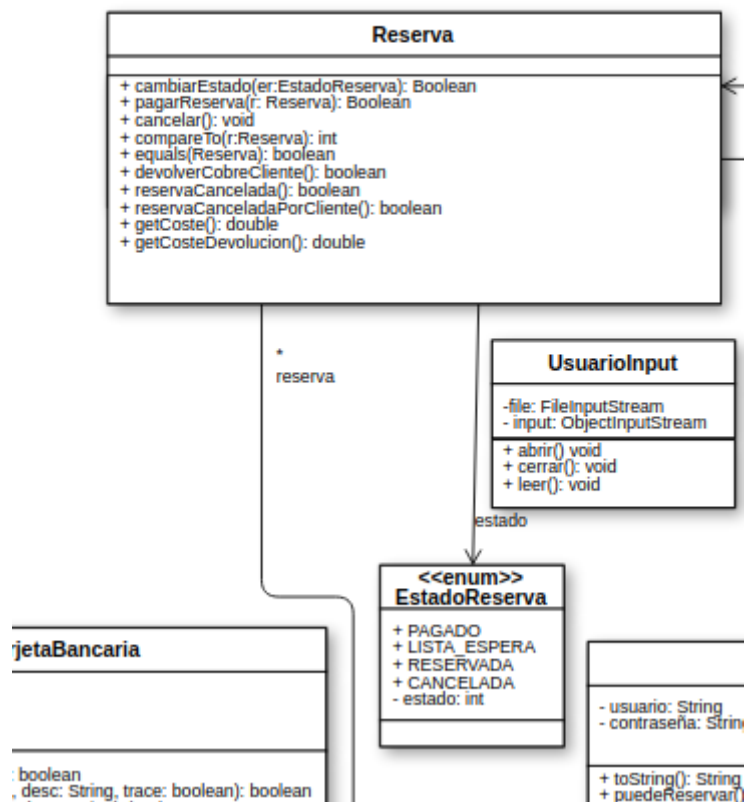 Reserva
+ cambiarEstado(er:EstadoReserva): Boolean
+ pagarReserva(r: Reserva): Boolean
+ cancelar(): void
+ compareTo(r:Reserva): int
+ equals(Reserva): boolean
+ devolverCobreCliente(): boolean
+ reservaCancelada(): boolean
+ reservaCanceladaPorCliente(): boolean
+ getCoste(): double
+ getCosteDevolucion(): double
*
reserva
UsuarioInput
-file: FileInputStream
- input: ObjectInputStream
+ abrir() void
+ cerrar(): void
+ leer(): void
estado
<<enum>>
EstadoReserva
+ PAGADO
+ LISTA_ESPERA
+ RESERVADA
+ CANCELADA
- estado: int
rjetaBancaria
: boolean
, desc: String, trace: boolean): boolean
- usuario: String
- contraseña: String
+ toString(): String
+ puedeReservar()